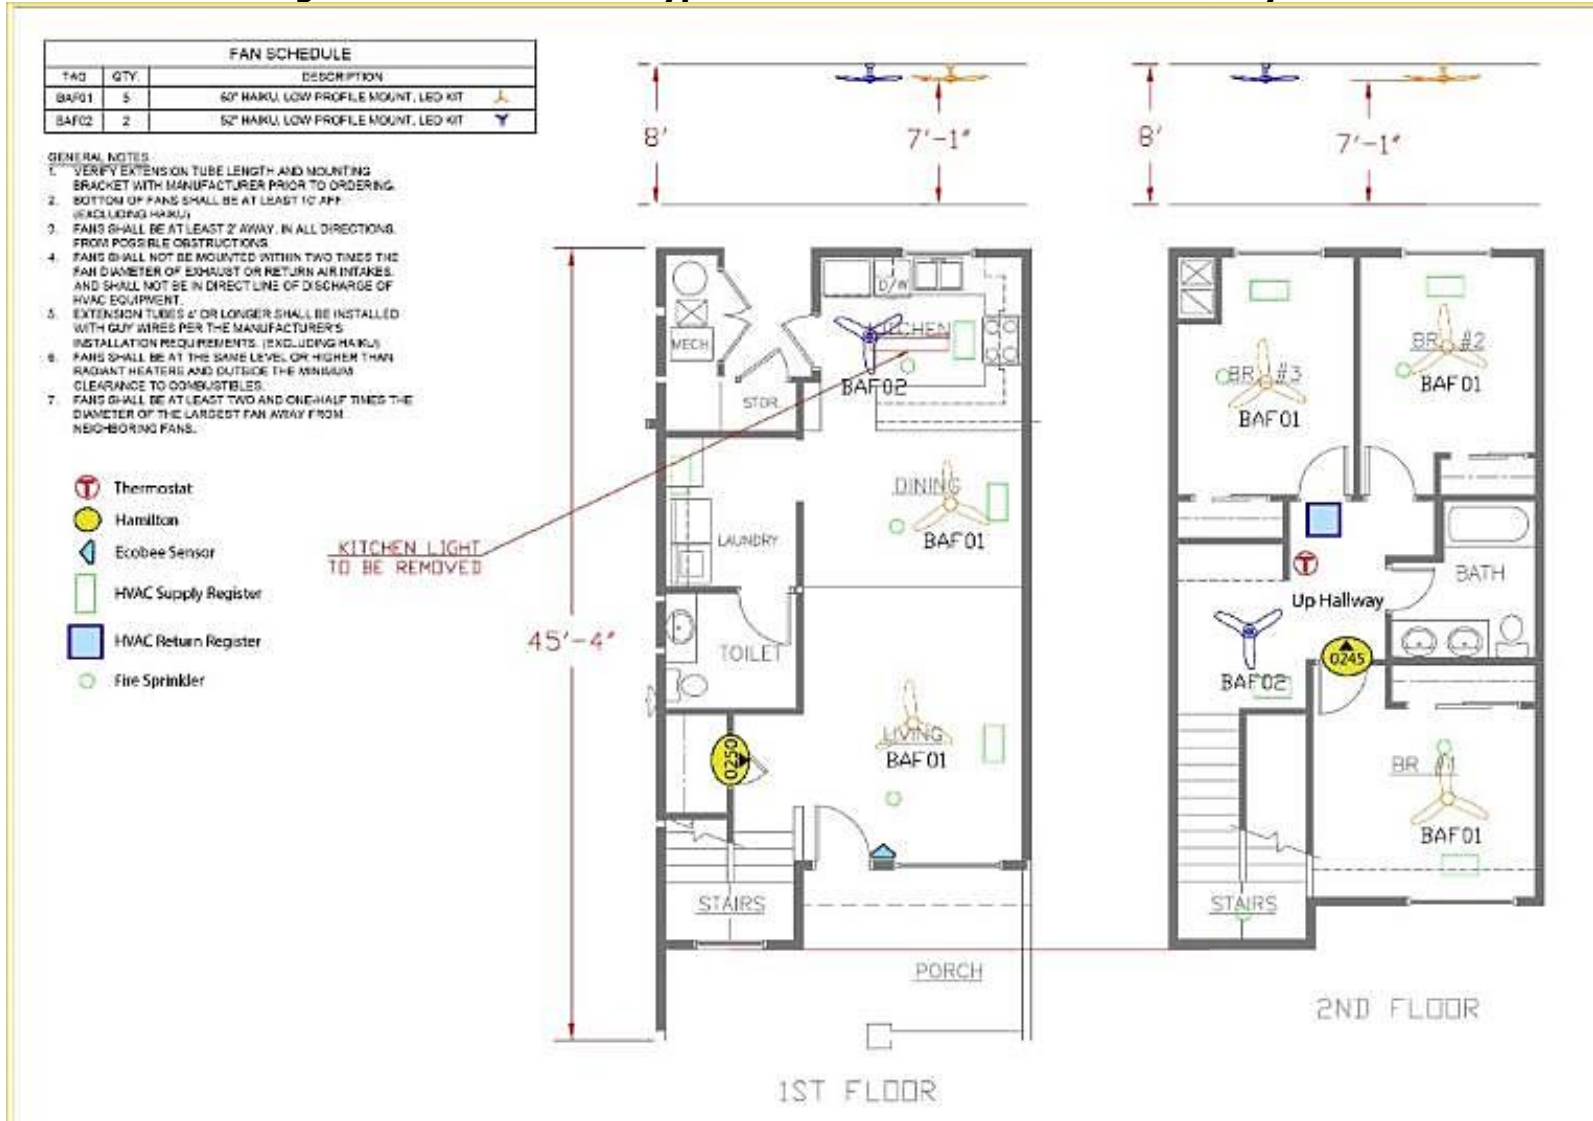 FAN SCHEDULE
TAG QTY. DESCRIPTION
BAF01 5 60" HAIKU, LOW PROFILE MOUNT, LED KIT
BAF02 2 52" HAIKU, LOW PROFILE MOUNT, LED KIT
GENERAL NOTES
1. VERIFY EXTENSION TUBE LENGTH AND MOUNTING
BRACKET WITH MANUFACTURER PRIOR TO ORDERING.
2. BOTTOM OF FANS SHALL BE AT LEAST 10' AFF
(EXCLUDING HAIKU)
3. FANS SHALL BE AT LEAST 2' AWAY, IN ALL DIRECTIONS,
FROM POSSIBLE OBSTRUCTIONS
4. FANS SHALL NOT BE MOUNTED WITHIN TWO TIMES THE
FAN DIAMETER OF EXHAUST OR RETURN AIR INTAKES,
AND SHALL NOT BE IN DIRECT LINE OF DISCHARGE OF
HVAC EQUIPMENT.
5. EXTENSION TUBES 4' OR LONGER SHALL BE INSTALLED
WITH GUY WIRES PER THE MANUFACTURER'S
INSTALLATION REQUIREMENTS. (EXCLUDING HAIKU)
6. FANS SHALL BE AT THE SAME LEVEL OR HIGHER THAN
RADIANT HEATERS AND OUTSIDE THE MINIMUM
CLEARANCE TO COMBUSTIBLES.
7. FANS SHALL BE AT LEAST TWO AND ONE-HALF TIMES THE
DIAMETER OF THE LARGEST FAN AWAY FROM
NEIGHBORING FANS.
Thermostat
Hamilton
Ecobee Sensor
HVAC Supply Register
HVAC Return Register
Fire Sprinkler
8'
7'-1"
8'
7'-1"
45'-4"
KITCHEN LIGHT
TO BE REMOVED
D/W
KITCHEN
MECH
BAF02
STOR.
DINING
BAF01
LAUNDRY
TOILET
LIVING
BAF01
0250
STAIRS
PORCH
1ST FLOOR
BR #2
BAF01
BR #3
BAF01
BATH
Up Hallway
0245
BAF02
BR #1
BAF01
STAIRS
2ND FLOOR